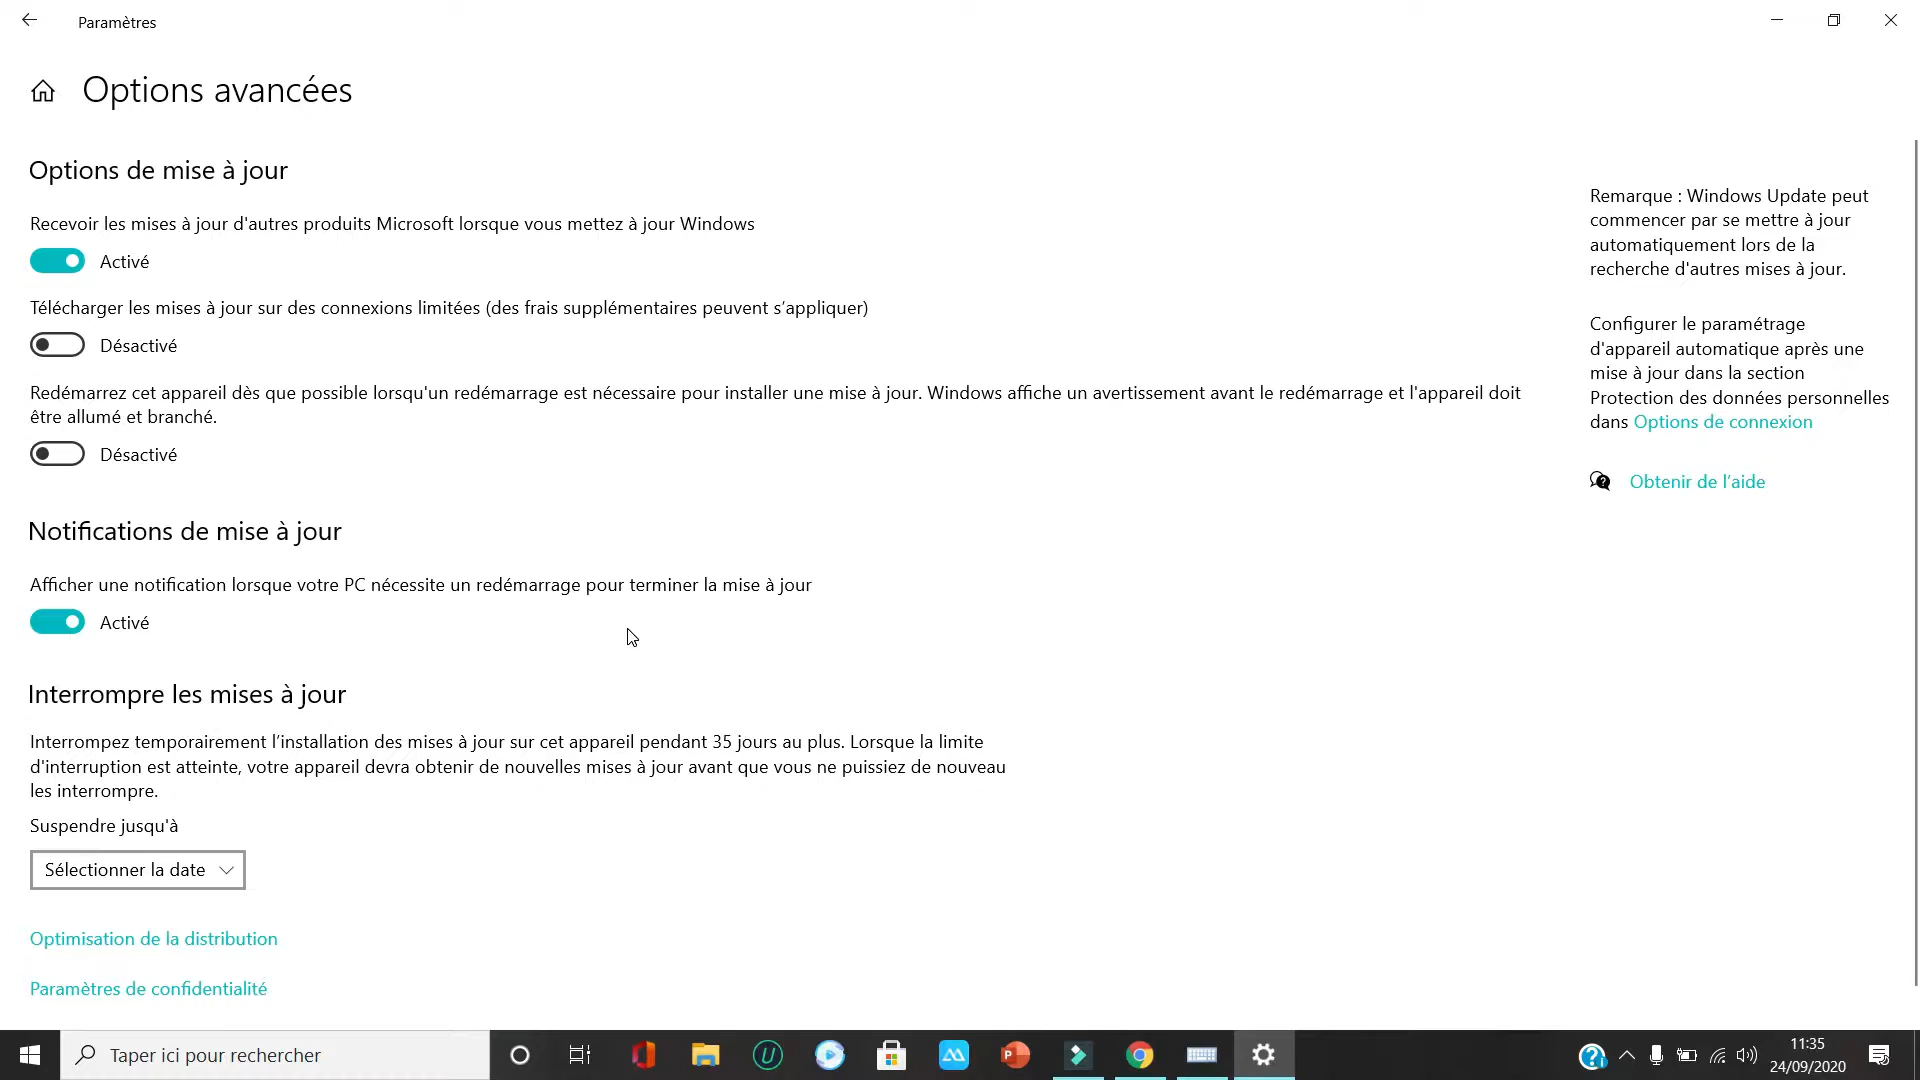 Paramètres
Options avancées
Options de mise à jour
Recevoir les mises à jour d'autres produits Microsoft lorsque vous mettez à jour Windows
Activé
Télécharger les mises à jour sur des connexions limitées (des frais supplémentaires peuvent s’appliquer)
Désactivé
Redémarrez cet appareil dès que possible lorsqu'un redémarrage est nécessaire pour installer une mise à jour. Windows affiche un avertissement avant le redémarrage et l'appareil doit
être allumé et branché.
Désactivé
Notifications de mise à jour
Afficher une notification lorsque votre PC nécessite un redémarrage pour terminer la mise à jour
Activé
Interrompre les mises à jour
Interrompez temporairement l’installation des mises à jour sur cet appareil pendant 35 jours au plus. Lorsque la limite
d'interruption est atteinte, votre appareil devra obtenir de nouvelles mises à jour avant que vous ne puissiez de nouveau
les interrompre.
Suspendre jusqu'à
Sélectionner la date
Optimisation de la distribution
Paramètres de confidentialité
Remarque : Windows Update peut
commencer par se mettre à jour
automatiquement lors de la
recherche d'autres mises à jour.
Configurer le paramétrage
d'appareil automatique après une
mise à jour dans la section
Protection des données personnelles
dans Options de connexion
Obtenir de l’aide
Taper ici pour rechercher
11:35
24/09/2020